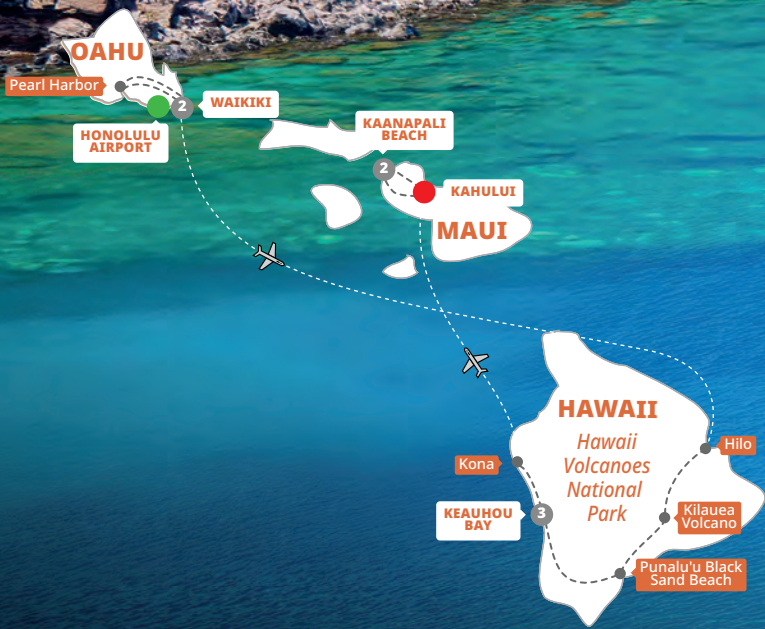 OAHU
Pearl Harbor
2
WAIKIKI
HONOLULU
AIRPORT
KAANAPALI
BEACH
2
KAHULUI
MAUI
HAWAII
Hawaii
Volcanoes
National
Park
Hilo
Kona
KEAUHOU
BAY
3
Kilauea
Volcano
Punalu'u Black
Sand Beach